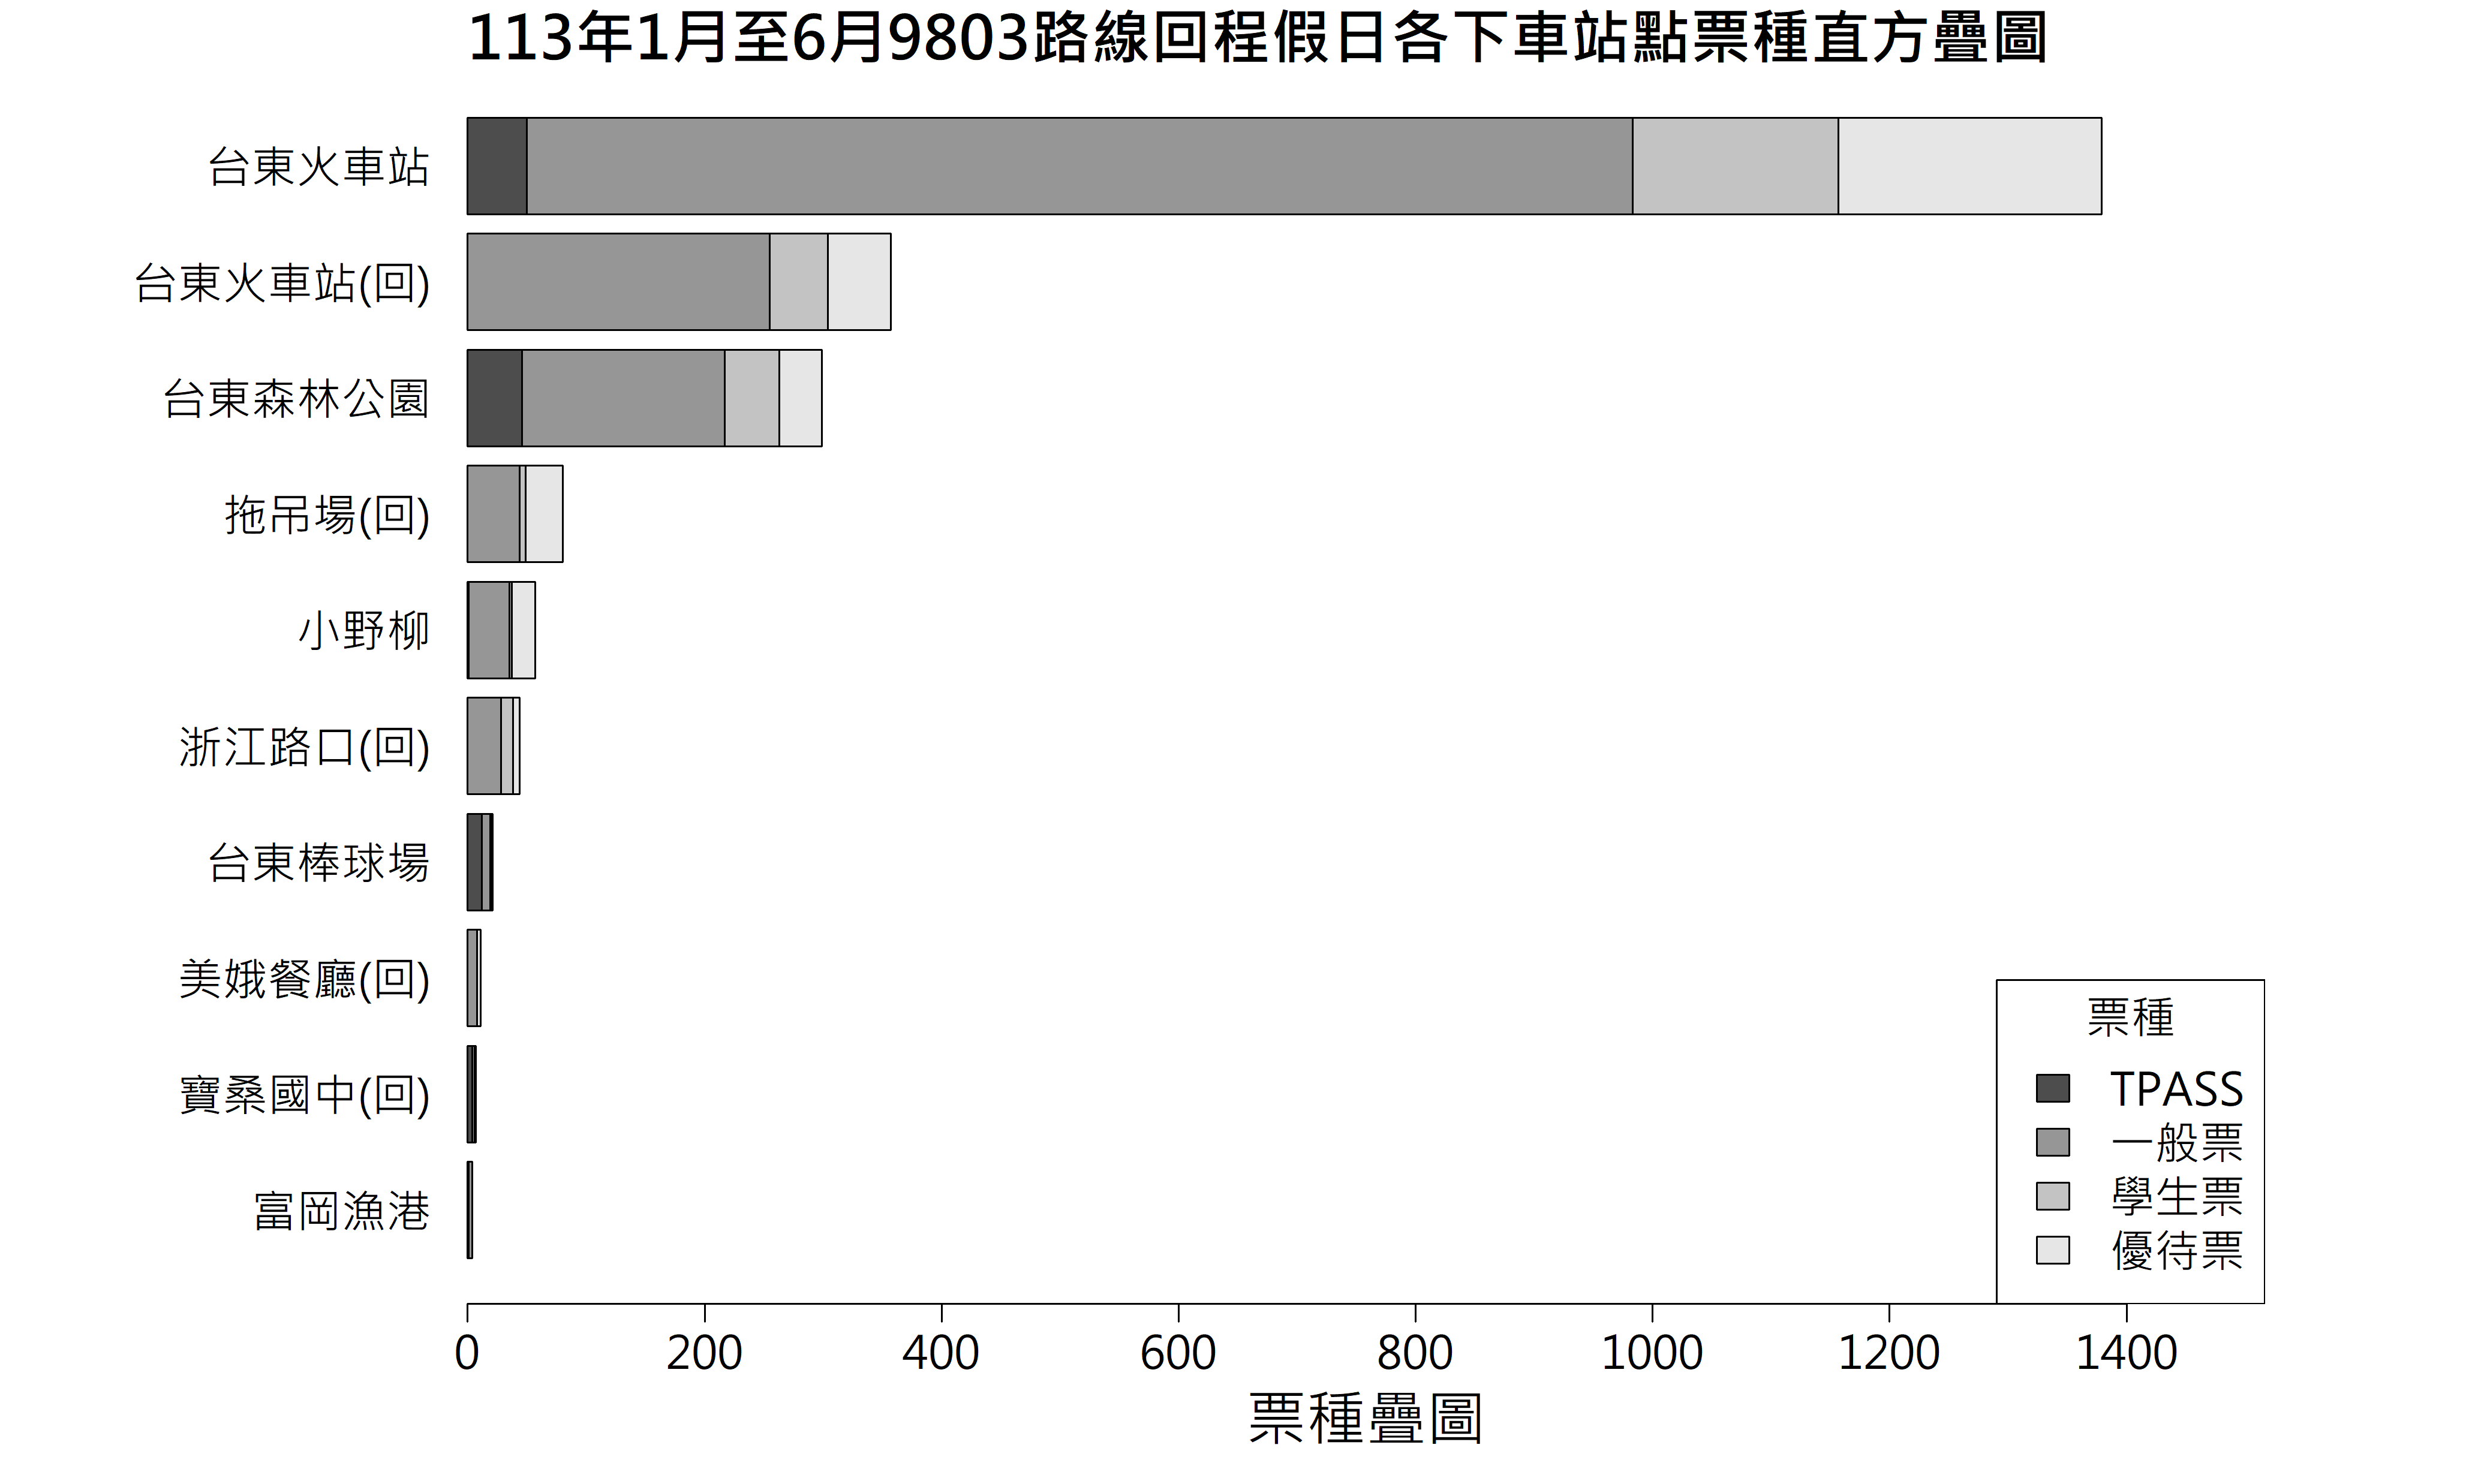 113年1月至6月9803路線回程假日各下車站點票種直方疊圖
台東火車站
台東火車站(回)
台東森林公園
拖吊場(回)
小野柳
浙江路口(回)
台東棒球場
美娥餐廳(回)
寶桑國中(回)
富岡漁港
票種
TPASS
一般票
學生票
優待票
0 200 400 600 800 1000 1200 1400
票種疊圖